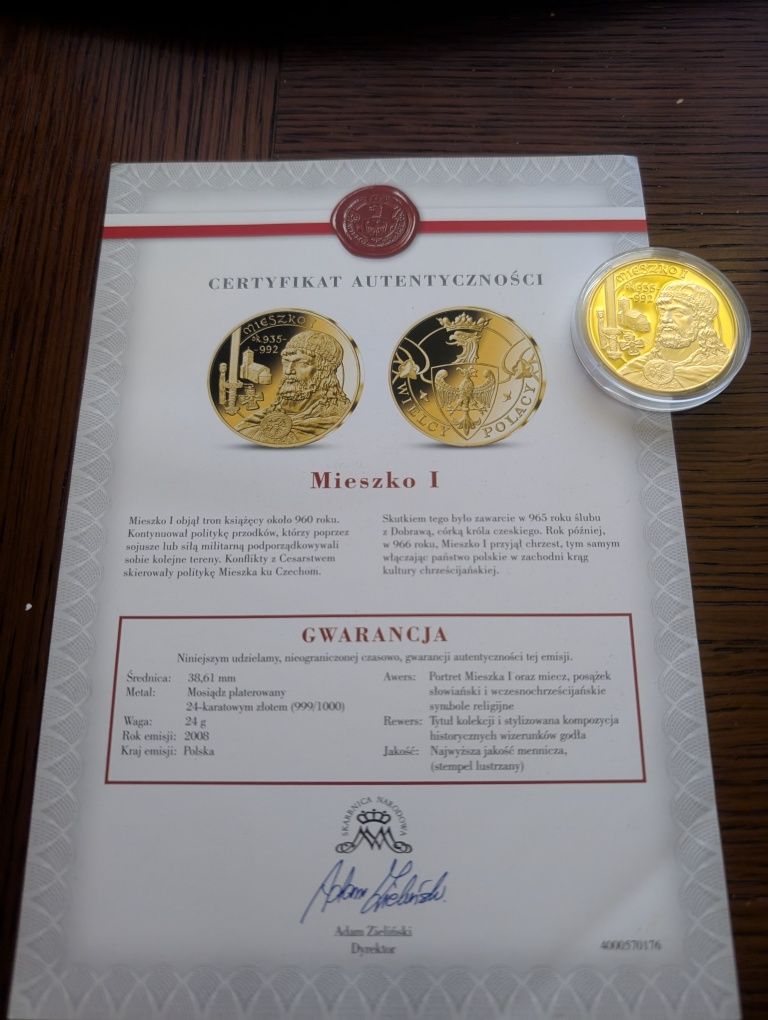 CERTYFIKAT AUTENTYCZNOŚCI
MIESZKO I
ok 935-
-992
WIELCY POLACY
MIESZKO I
ok 935-
-992
Mieszko I
Mieszko I objął tron książęcy około 960 roku.
Kontynuował politykę przodków, którzy poprzez
sojusze lub siłą militarną podporządkowywali
sobie kolejne tereny. Konflikty z Cesarstwem
skierowały politykę Mieszka ku Czechom.
Skutkiem tego było zawarcie w 965 roku ślubu
z Dobrawą, córką króla czeskiego. Rok później,
w 966 roku, Mieszko I przyjął chrzest, tym samym
włączając państwo polskie w zachodni krąg
kultury chrześcijańskiej.
GWARANCJA
Niniejszym udzielamy, nieograniczonej czasowo, gwarancji autentyczności tej emisji.
Średnica: 38,61 mm
Metal: Mosiądz platerowany
24-karatowym złotem (999/1000)
Waga: 24 g
Rok emisji: 2008
Kraj emisji: Polska
Awers: Portret Mieszka I oraz miecz, posążek
słowiański i wczesnochrześcijańskie
symbole religijne
Rewers: Tytuł kolekcji i stylizowana kompozycja
historycznych wizerunków godła
Jakość: Najwyższa jakość mennicza,
(stempel lustrzany)
SKARBNICA NARODOWA
Adam Zieliński
Adam Zieliński
Dyrektor
4000570176